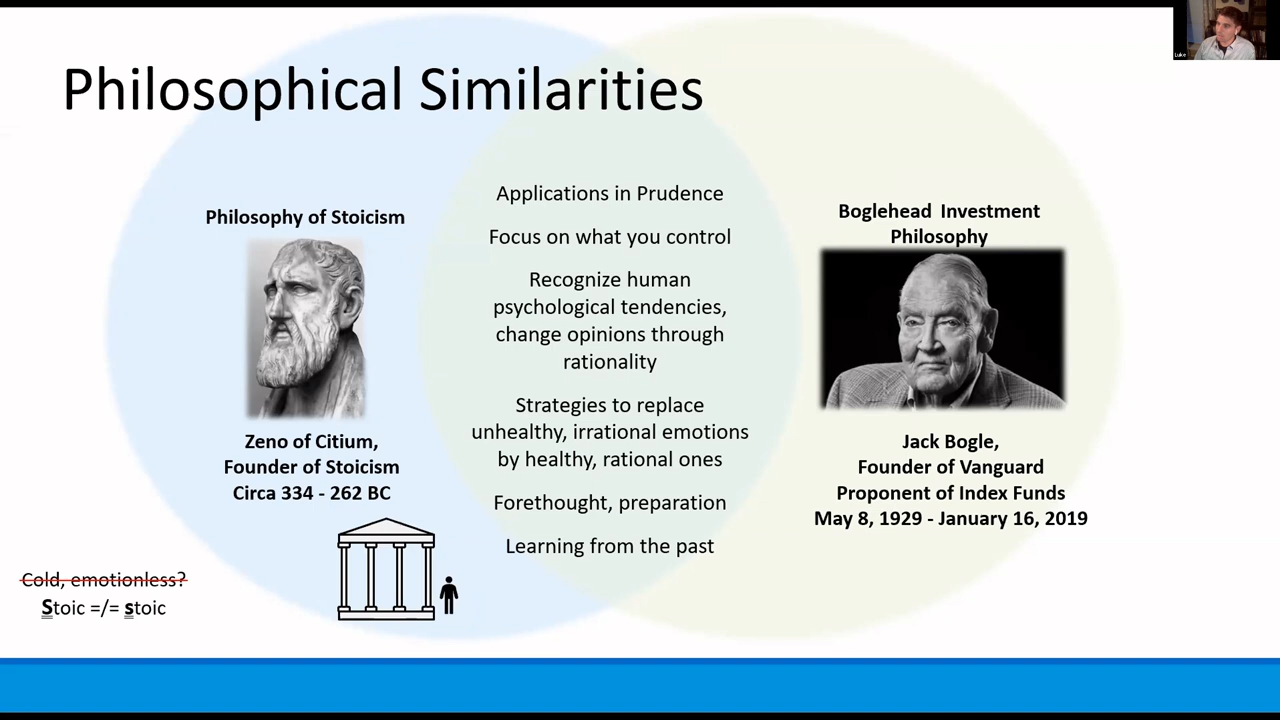 Philosophical Similarities
Luke
Philosophy of Stoicism
Zeno of Citium,
Founder of Stoicism
Circa 334 - 262 BC
Applications in Prudence
Focus on what you control
Recognize human
psychological tendencies,
change opinions through
rationality
Strategies to replace
unhealthy, irrational emotions
by healthy, rational ones
Forethought, preparation
Learning from the past
Boglehead Investment
Philosophy
Jack Bogle,
Founder of Vanguard
Proponent of Index Funds
May 8, 1929 - January 16, 2019
Cold, emotionless?
Stoic =/= stoic